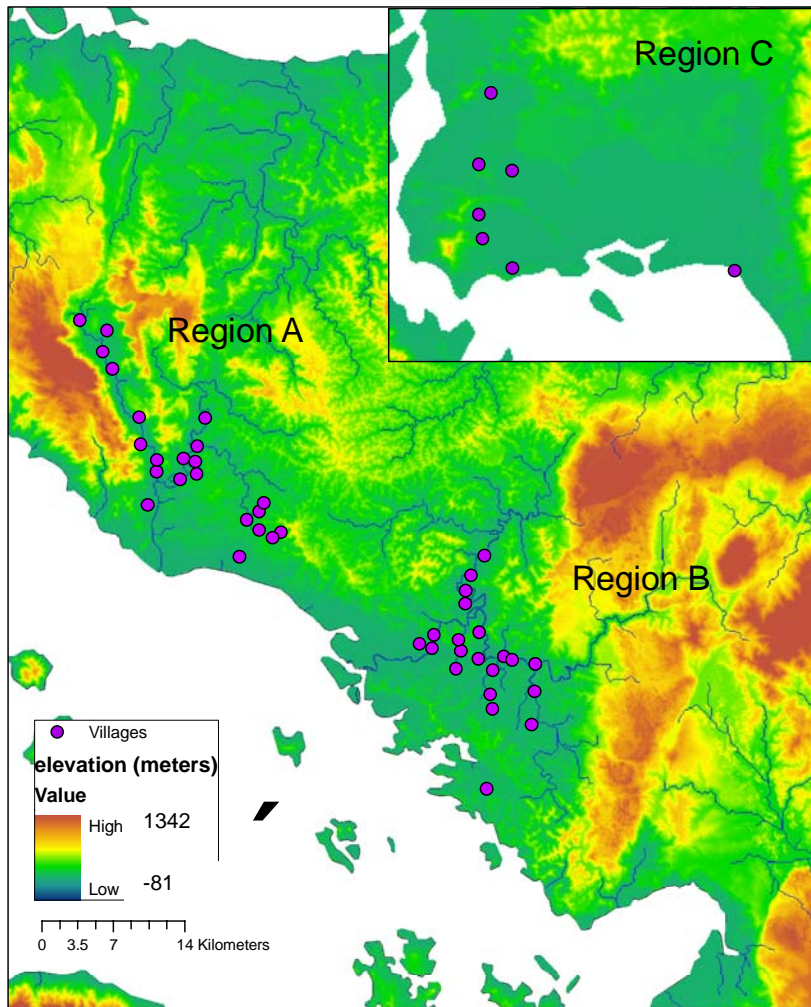 Region C
Region A
Region B
Villages
elevation (meters)
Value
High 1342
Low -81
0 3.5 7 14 Kilometers